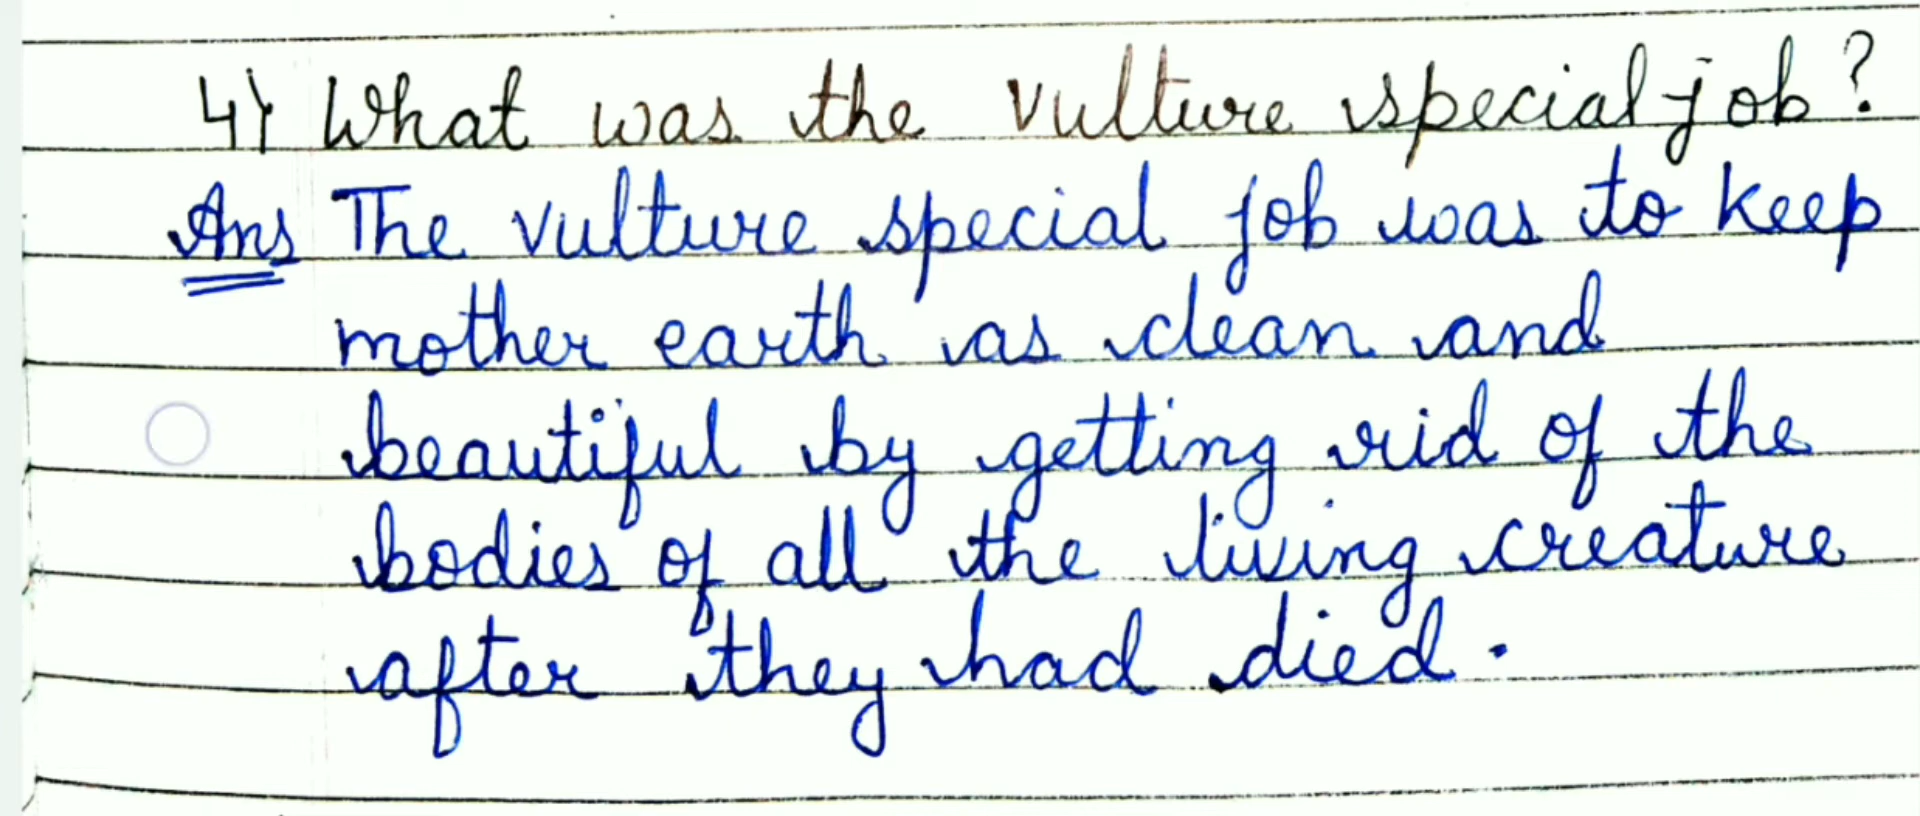 4) What was the vulture special job?
Ans The vulture special job was to keep
mother earth as clean and
beautiful by getting rid of the
bodies of all the living creature
after they had died.